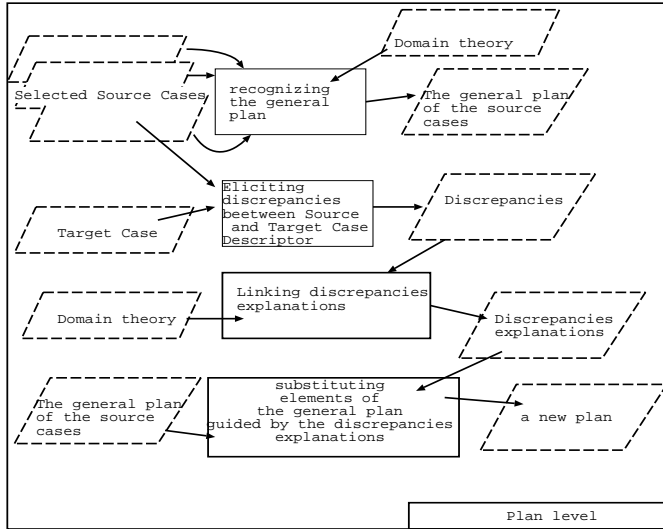 Domain theory
Selected Source Cases
recognizing
the general
plan
The general plan
of the source
cases
Eliciting
discrepancies
beetween Source
and Target Case
Descriptor
Discrepancies
Target Case
Linking discrepancies
explanations
Domain theory
Discrepancies
explanations
The general plan
of the source
cases
substituting
elements of
the general plan
guided by the discrepancies
explanations
a new plan
Plan level